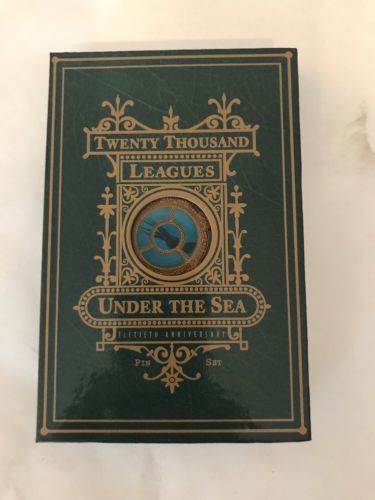 TWENTY THOUSAND
LEAGUES
UNDER THE SEA
FIFTIETH ANNIVERSARY
PIN SET